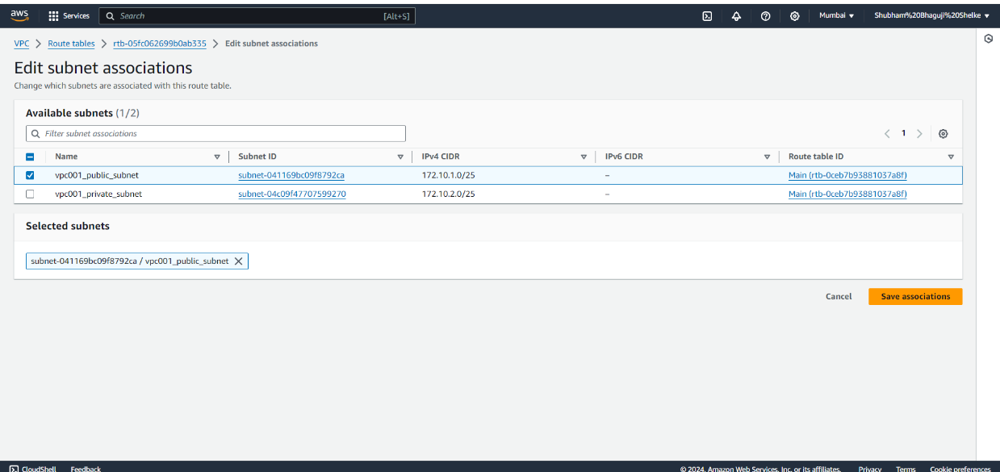 aws Services Search [Alt+S] Mumbai Shubham%20Bhaguji%20Shelke
VPC Route tables rtb-05fc062699b0ab335 Edit subnet associations
Edit subnet associations
Change which subnets are associated with this route table.
Available subnets (1/2)
Filter subnet associations 1
Name Subnet ID IPv4 CIDR IPv6 CIDR Route table ID
vpc001_public_subnet subnet-041169bc09f8792ca 172.10.1.0/25 – Main (rtb-0ceb7b93881037a8f)
vpc001_private_subnet subnet-04c09f47707599270 172.10.2.0/25 – Main (rtb-0ceb7b93881037a8f)
Selected subnets
subnet-041169bc09f8792ca / vpc001_public_subnet
Cancel Save associations
CloudShell Feedback © 2024, Amazon Web Services, Inc. or its affiliates. Privacy Terms Cookie preferences